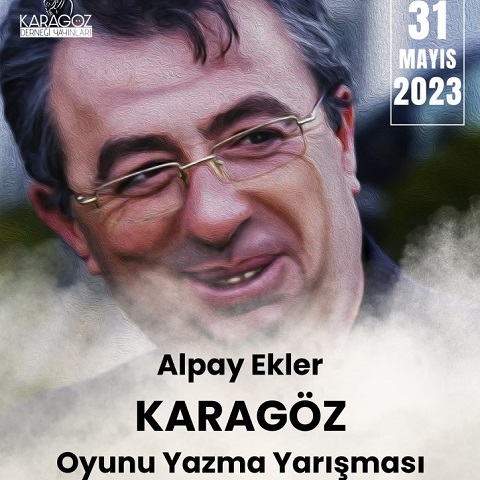 KARAGÖZ
DERNEĞİ YAYINLARI
31
MAYIS
2023
Alpay Ekler
KARAGÖZ
Oyunu Yazma Yarışması